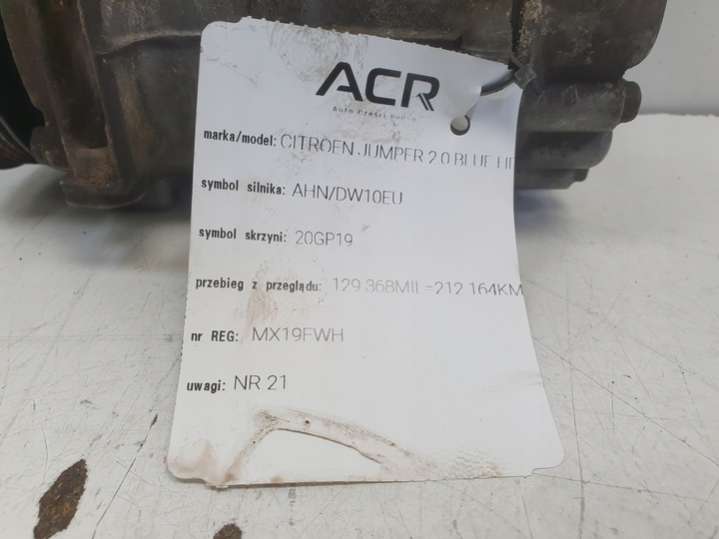 ACR
marka/model: CITROEN JUMPER 2.0 BLUE
symbol silnika: AHN/DW10EU
symbol skrzyni: 20GP19
przebieg z przeglądu: 129 368MIL =212 164KM
nr REG: MX19FWH
uwagi: NR 21